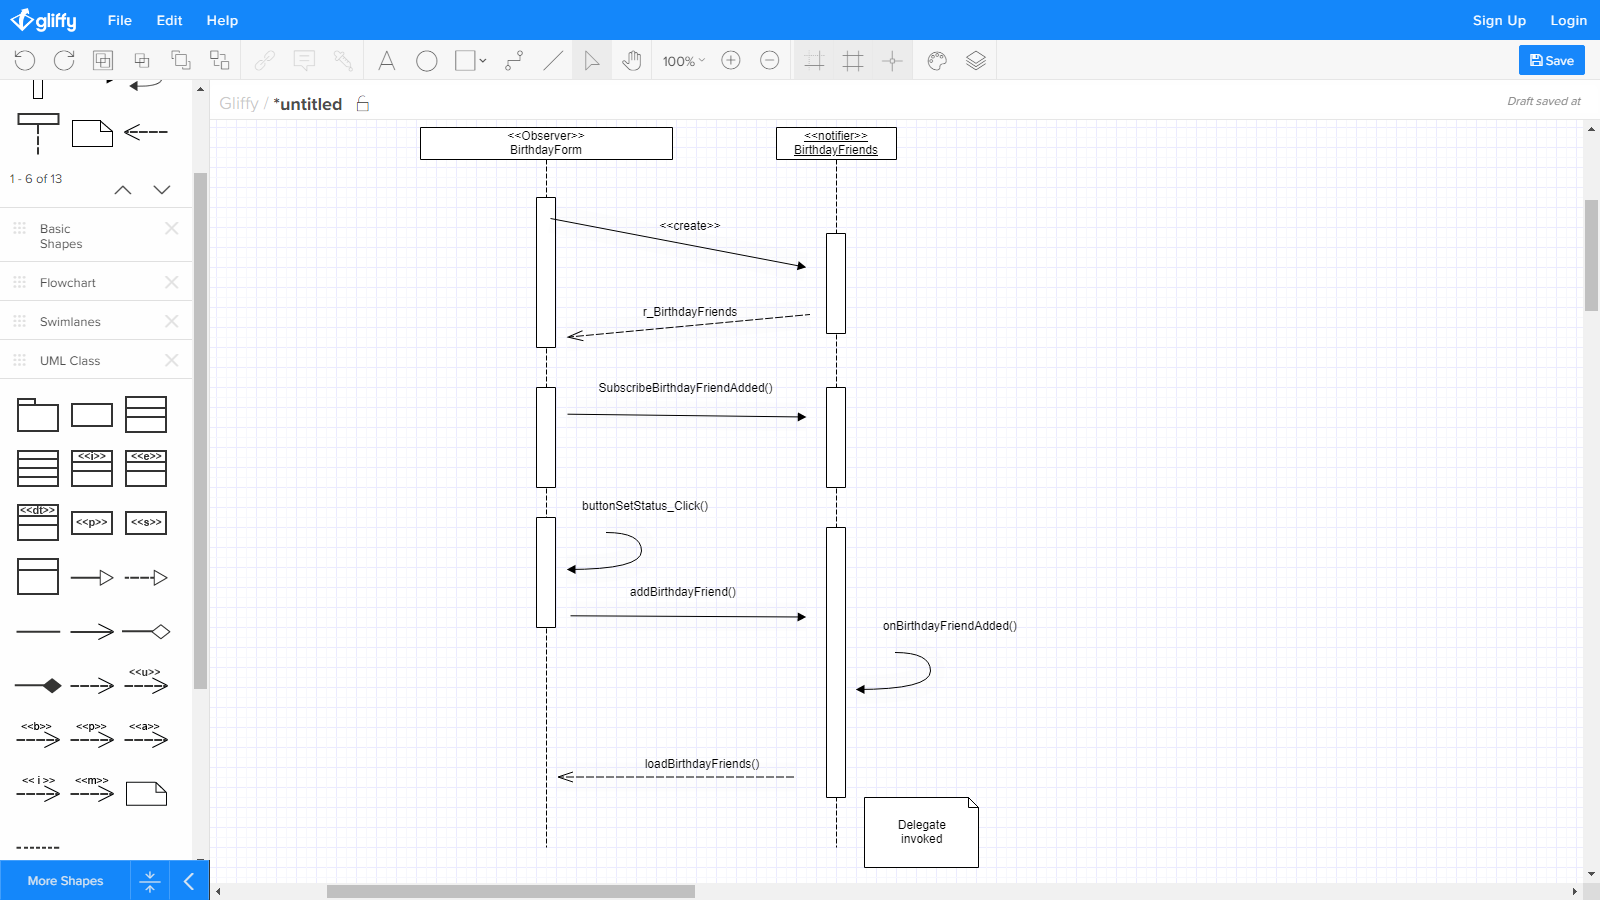 gliffy
File
Edit
Help
Sign Up
Login
100%
Save
Gliffy / *untitled
Draft saved at
1 - 6 of 13
Basic
Shapes
Flowchart
Swimlanes
UML Class
<<i>>
<<e>>
<<dt>>
<<p>>
<<s>>
<<u>>
<<b>>
<<p>>
<<a>>
<< i >>
<<m>>
More Shapes
<<Observer>>
BirthdayForm
<<notifier>>
BirthdayFriends
<<create>>
r_BirthdayFriends
SubscribeBirthdayFriendAdded()
buttonSetStatus_Click()
addBirthdayFriend()
onBirthdayFriendAdded()
loadBirthdayFriends()
Delegate
invoked